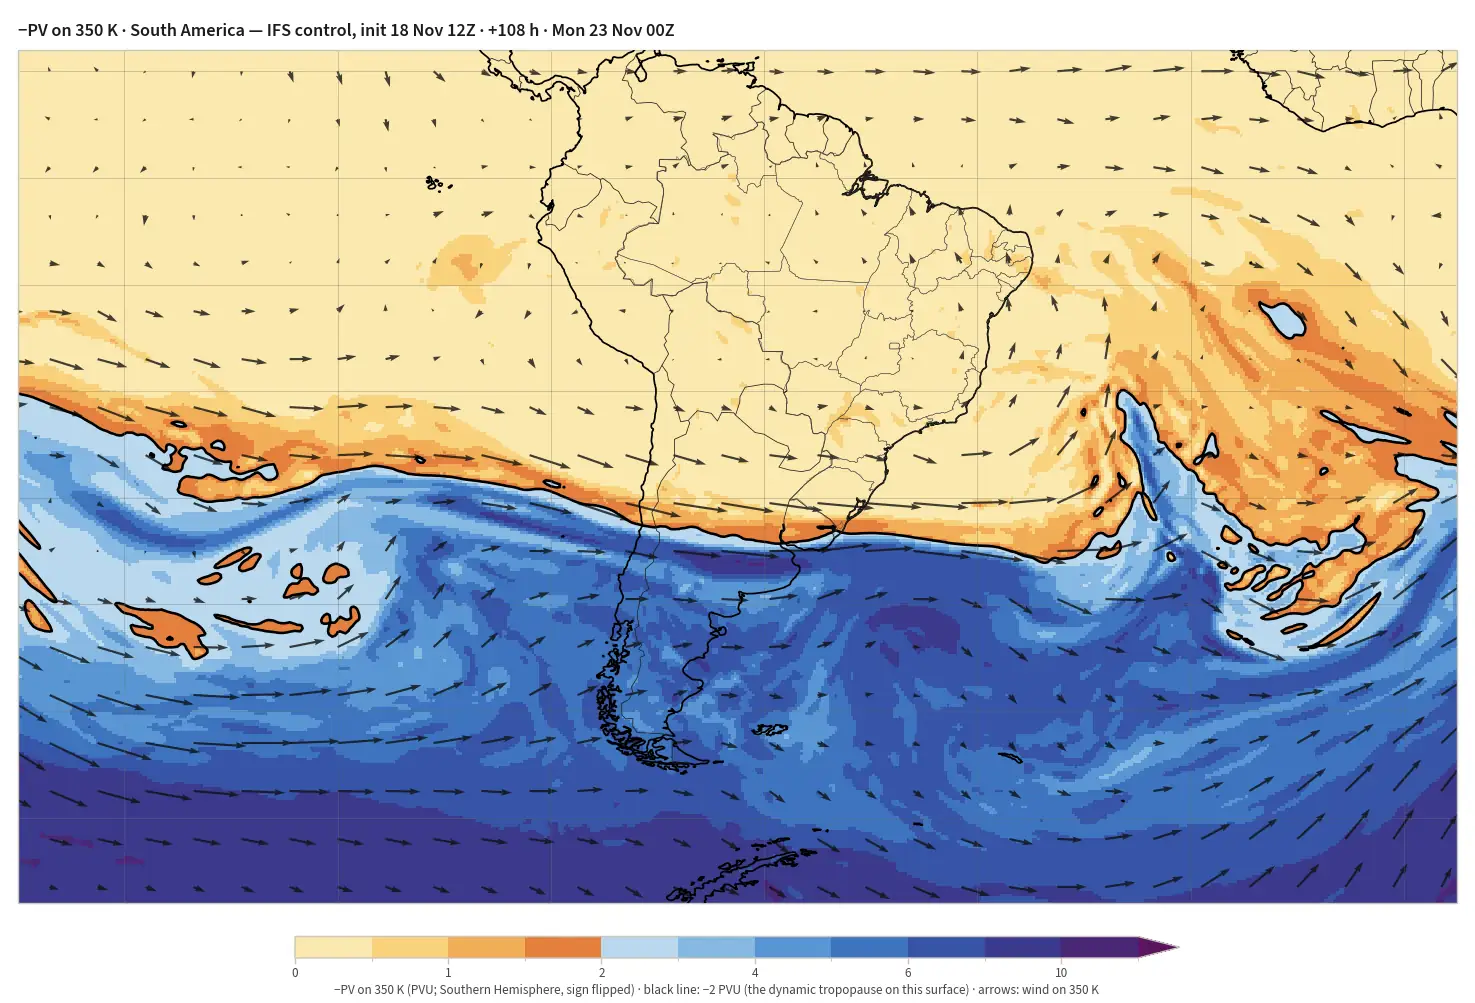 −PV on 350 K · South America — IFS control, init 18 Nov 12Z · +108 h · Mon 23 Nov 00Z
0 1 2 4 6 10
−PV on 350 K (PVU; Southern Hemisphere, sign flipped) · black line: −2 PVU (the dynamic tropopause on this surface) · arrows: wind on 350 K